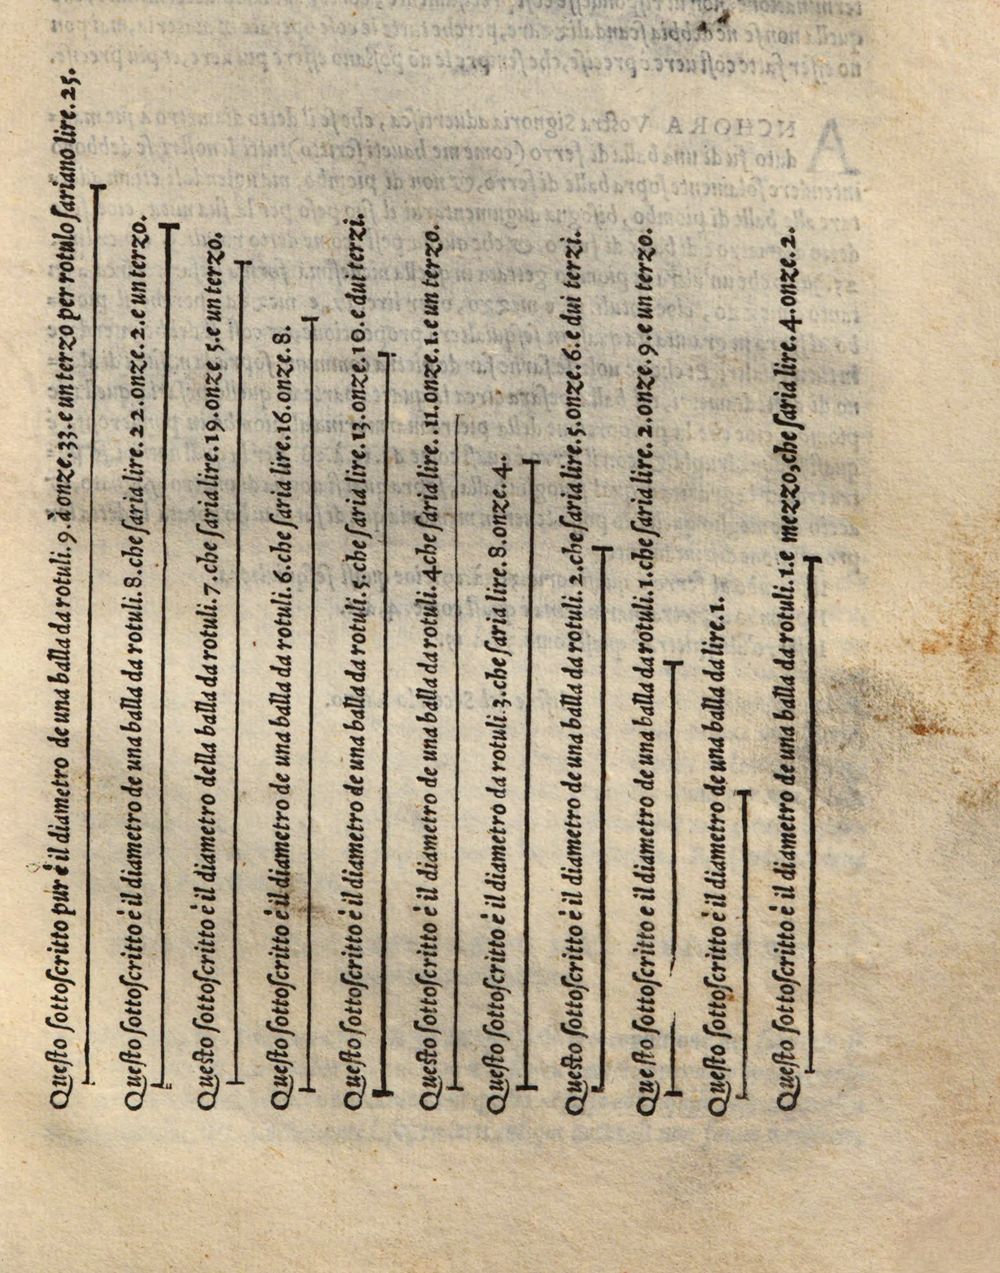 Queſto ſottoſcritto pur è il diametro de una balla da rotuli.9.a onze.33.e un terzo per rotulo ſariano lire.25.
Queſto ſottoſcritto è il diametro de una balla da rotuli.8.che ſaria lire.22.onze.2.e un terzo.
Queſto ſottoſcritto è il diametro della balla da rotuli.7.che ſaria lire.19.onze.5.e un terzo.
Queſto ſottoſcritto è il diametro de una balla da rotuli.6.che ſaria lire.16.onze.8.
Queſto ſottoſcritto è il diametro de una balla da rotuli.5.che ſaria lire.13.onze.10.e dui terzi.
Queſto ſottoſcritto è il diametro de una balla da rotuli.4.che ſaria lire.11.onze.1.e un terzo.
Queſto ſottoſcritto è il diametro da rotuli.3.che ſaria lire.8.onze.4.
Queſto ſottoſcritto è il diametro de una balla da rotuli.2.che ſaria lire.5.onze.6.e dui terzi.
Queſto ſottoſcritto e il diametro de una balla da rotuli.1.che ſaria lire.2.onze.9.e un terzo.
Queſto ſottoſcritto è il diametro de una balla da lire.1.
Queſto ſottoſcritto è il diametro de una balla da rotuli.1.e mezzo,che ſaria lire.4.onze.2.